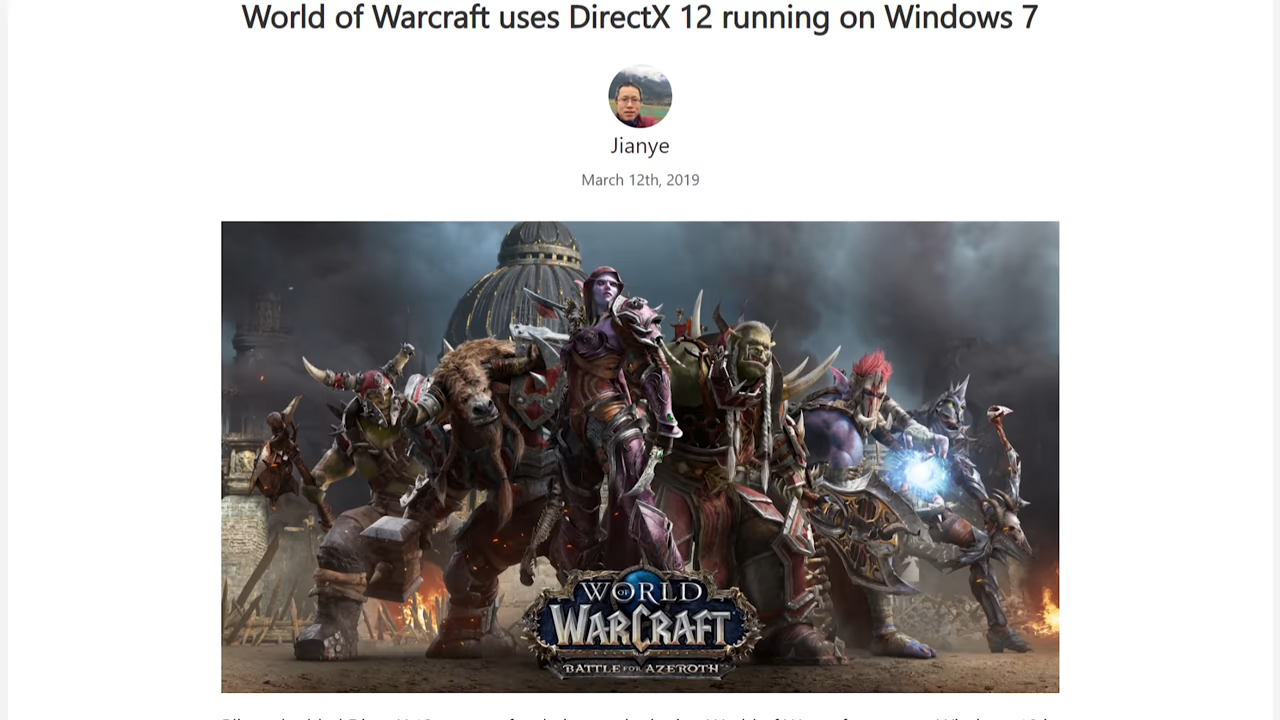 World of Warcraft uses DirectX 12 running on Windows 7
Jianye
March 12th, 2019
WORLD
OF
WARCRAFT
BATTLE FOR AZEROTH